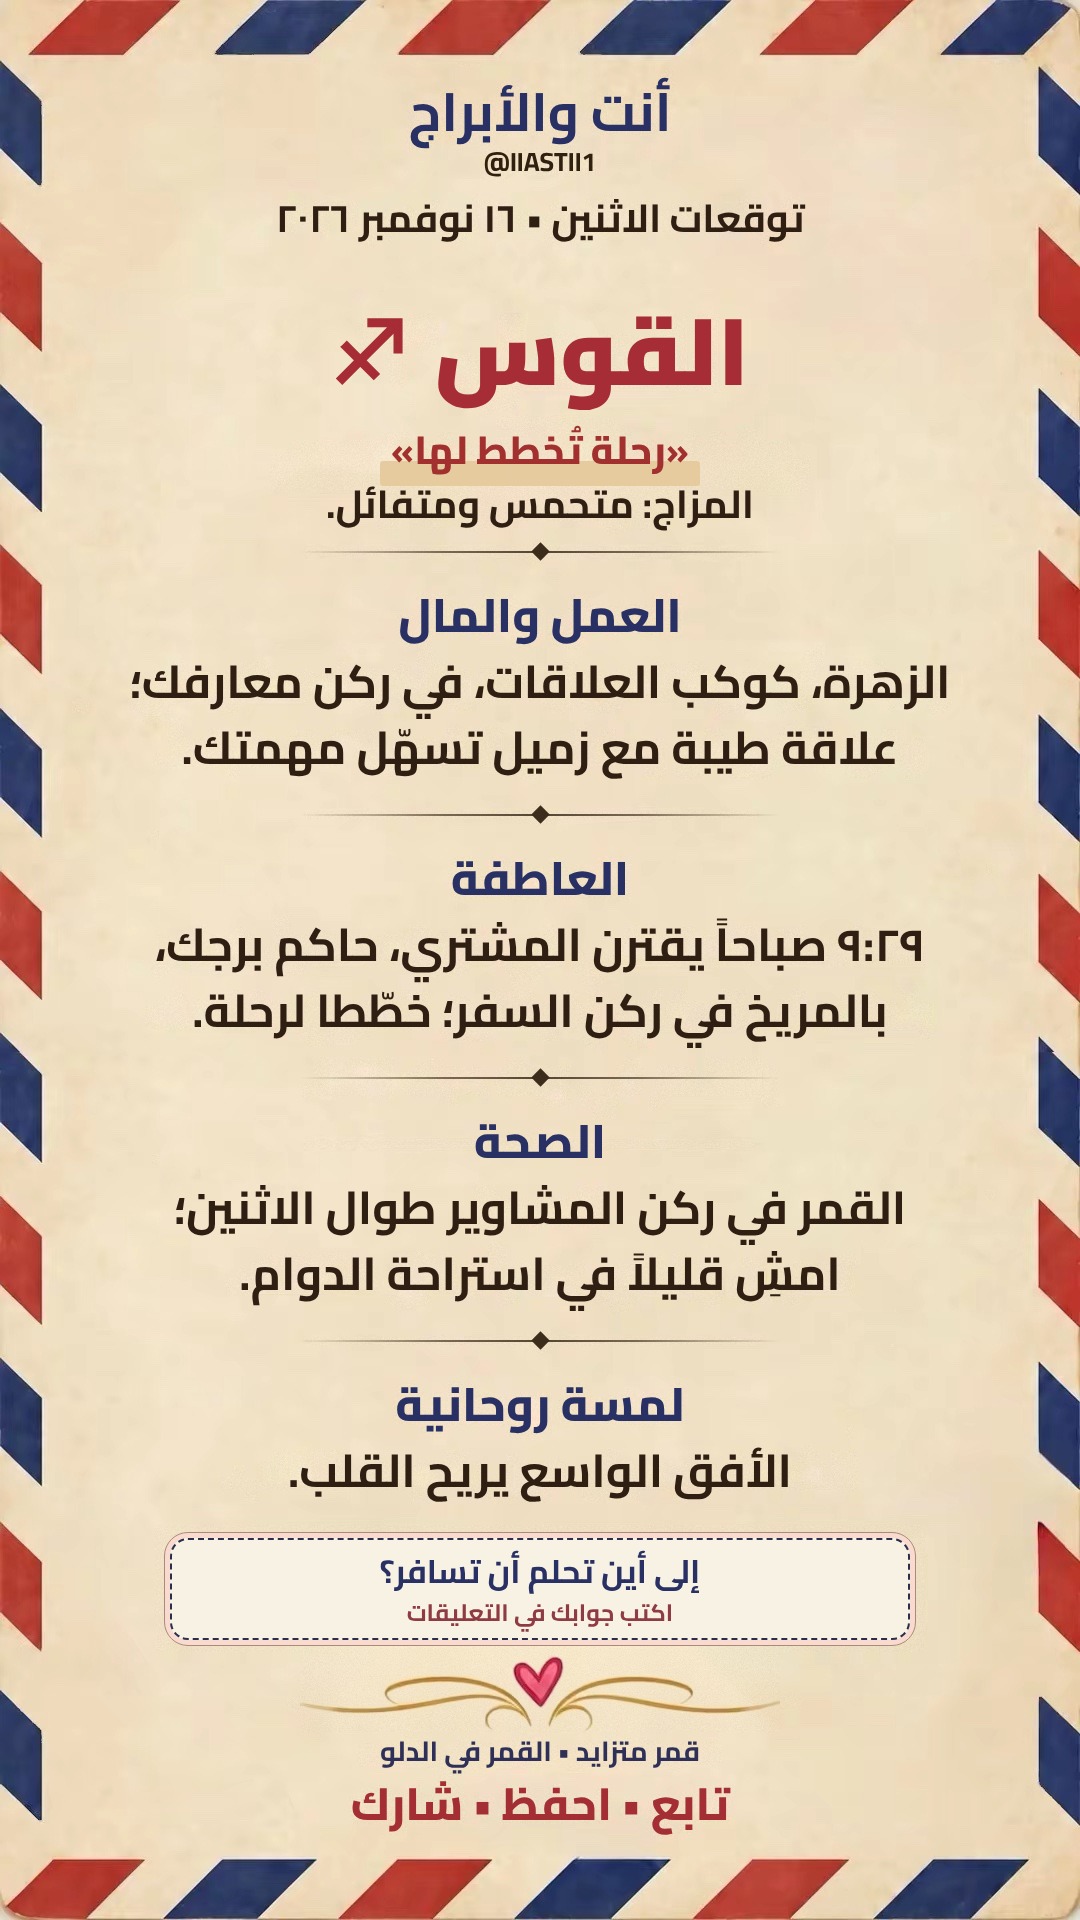 أنت والأبراج
@IIASTII1
توقعات الاثنين ▪ ١٦ نوفمبر ٢٠٢٦
القوس ♐
«رحلة تُخطط لها»
المزاج: متحمس ومتفائل.
العمل والمال
الزهرة، كوكب العلاقات، في ركن معارفك؛
علاقة طيبة مع زميل تسهّل مهمتك.
العاطفة
٩:٢٩ صباحاً يقترن المشتري، حاكم برجك،
بالمريخ في ركن السفر؛ خطّطا لرحلة.
الصحة
القمر في ركن المشاوير طوال الاثنين؛
امشِ قليلاً في استراحة الدوام.
لمسة روحانية
الأفق الواسع يريح القلب.
إلى أين تحلم أن تسافر؟
اكتب جوابك في التعليقات
قمر متزايد ▪ القمر في الدلو
تابع ▪ احفظ ▪ شارك